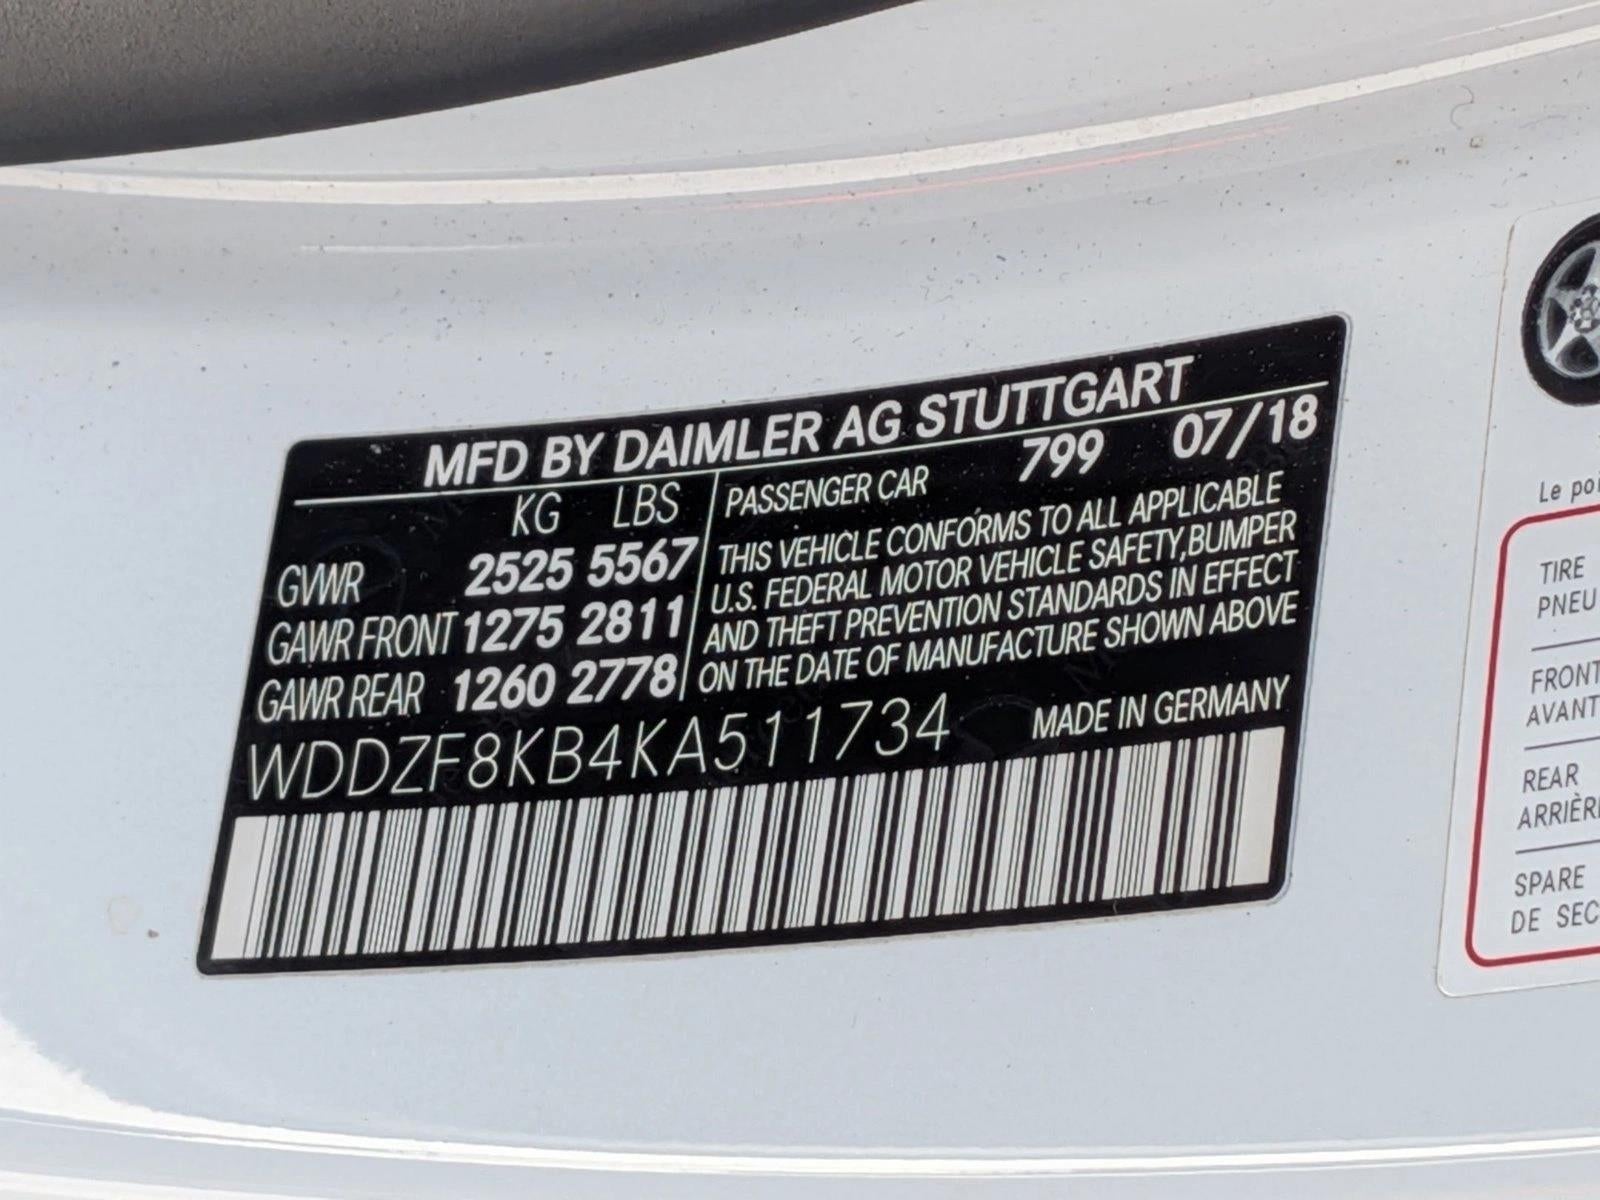 MFD BY DAIMLER AG STUTTGART
KG LBS
PASSENGER CAR 799 07/18
GVWR 2525 5567
GAWR FRONT 1275 2811
GAWR REAR 1260 2778
THIS VEHICLE CONFORMS TO ALL APPLICABLE
U.S. FEDERAL MOTOR VEHICLE SAFETY, BUMPER
AND THEFT PREVENTION STANDARDS IN EFFECT
ON THE DATE OF MANUFACTURE SHOWN ABOVE
WDDZF8KB4KA511734
MADE IN GERMANY
Le
TIRE
PNEU
FRONT
AVANT
REAR
SPARE
DE